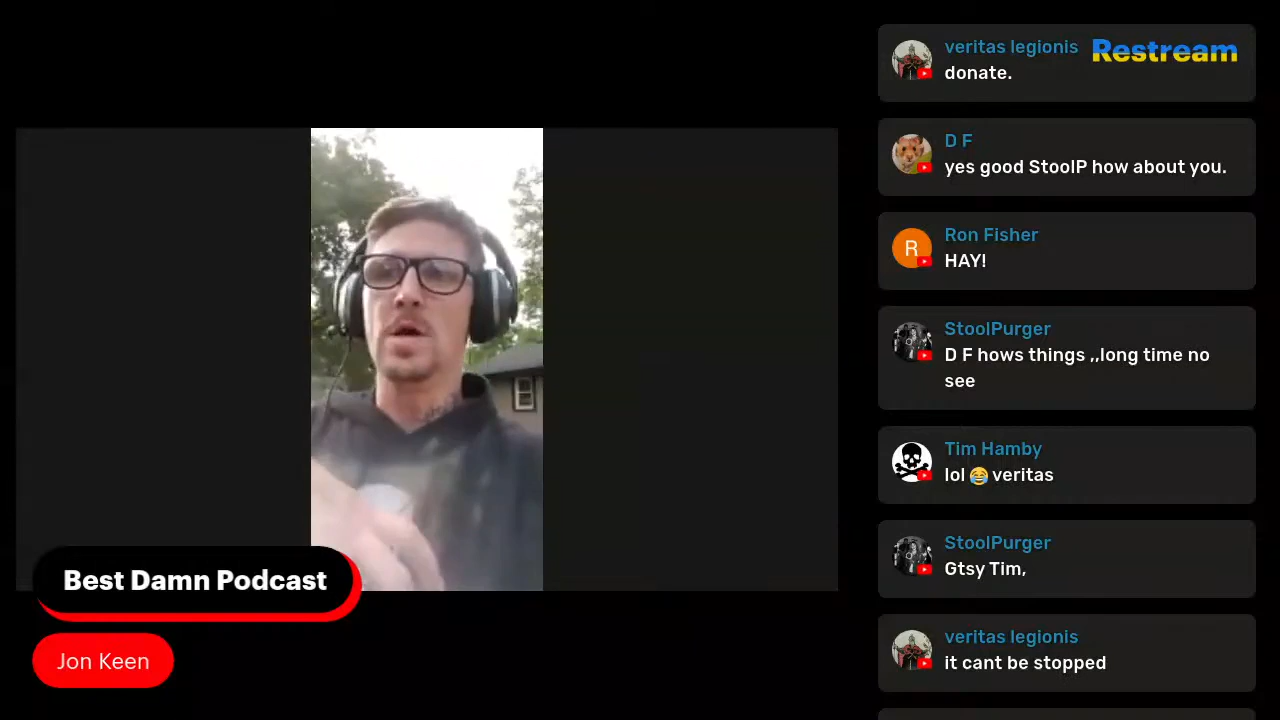 Restream
veritas legionis
donate.
D F
yes good StoolP how about you.
R
Ron Fisher
HAY!
StoolPurger
D F hows things ,,long time no
see
Tim Hamby
lol 😂 veritas
StoolPurger
Gtsy Tim,
veritas legionis
it cant be stopped
Best Damn Podcast
Jon Keen